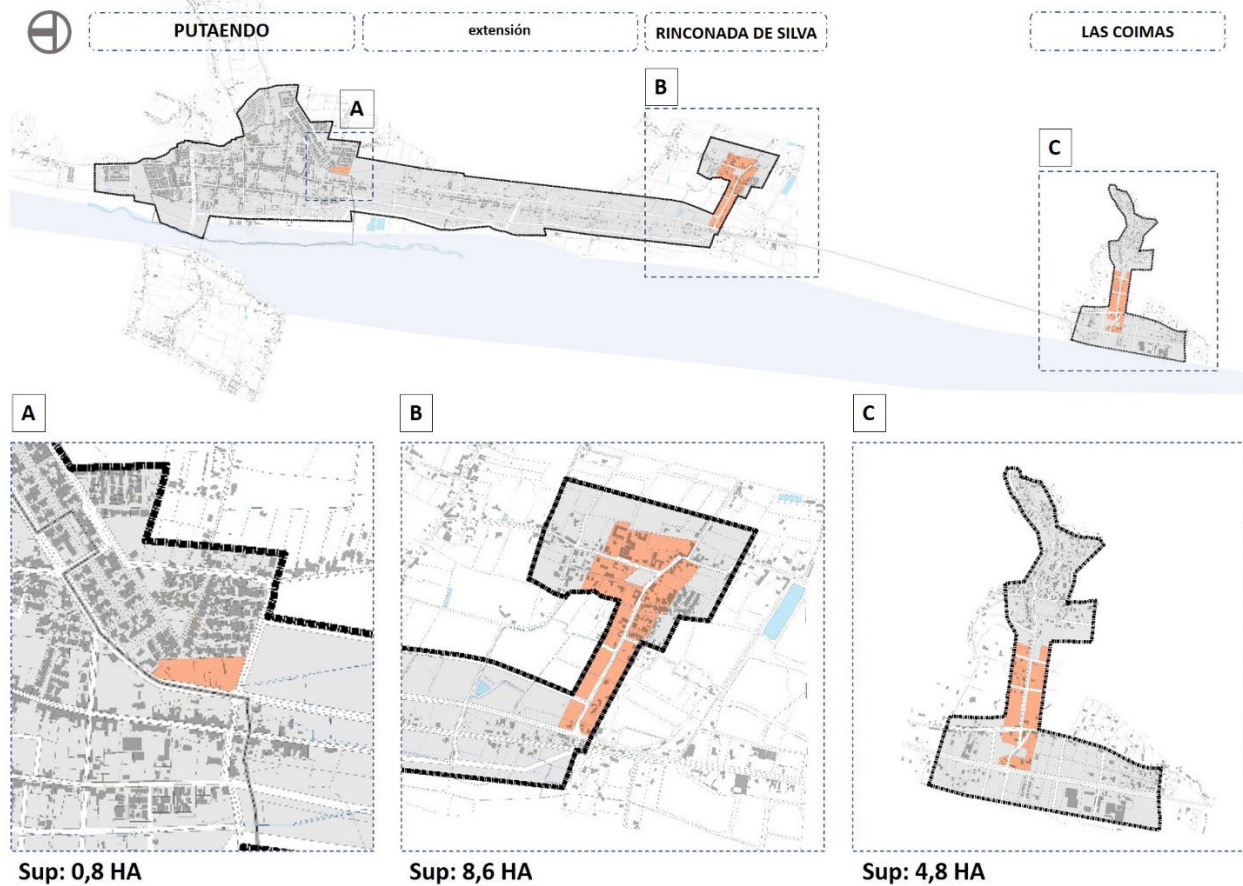 PUTAENDO
extensión
RINCONADA DE SILVA
LAS COIMAS
A
B
C
A
B
C
Sup: 0,8 HA
Sup: 8,6 HA
Sup: 4,8 HA